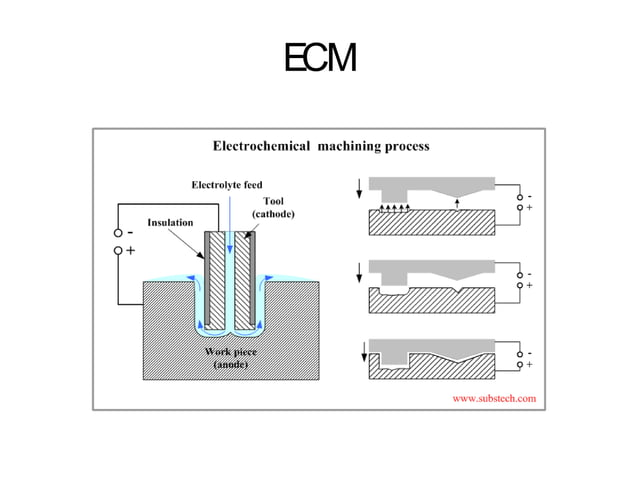 ECM
Electrochemical machining process
Electrolyte feed
Tool
(cathode)
Insulation
-
+
Work piece
(anode)
-
+
-
+
-
+
www.substech.com